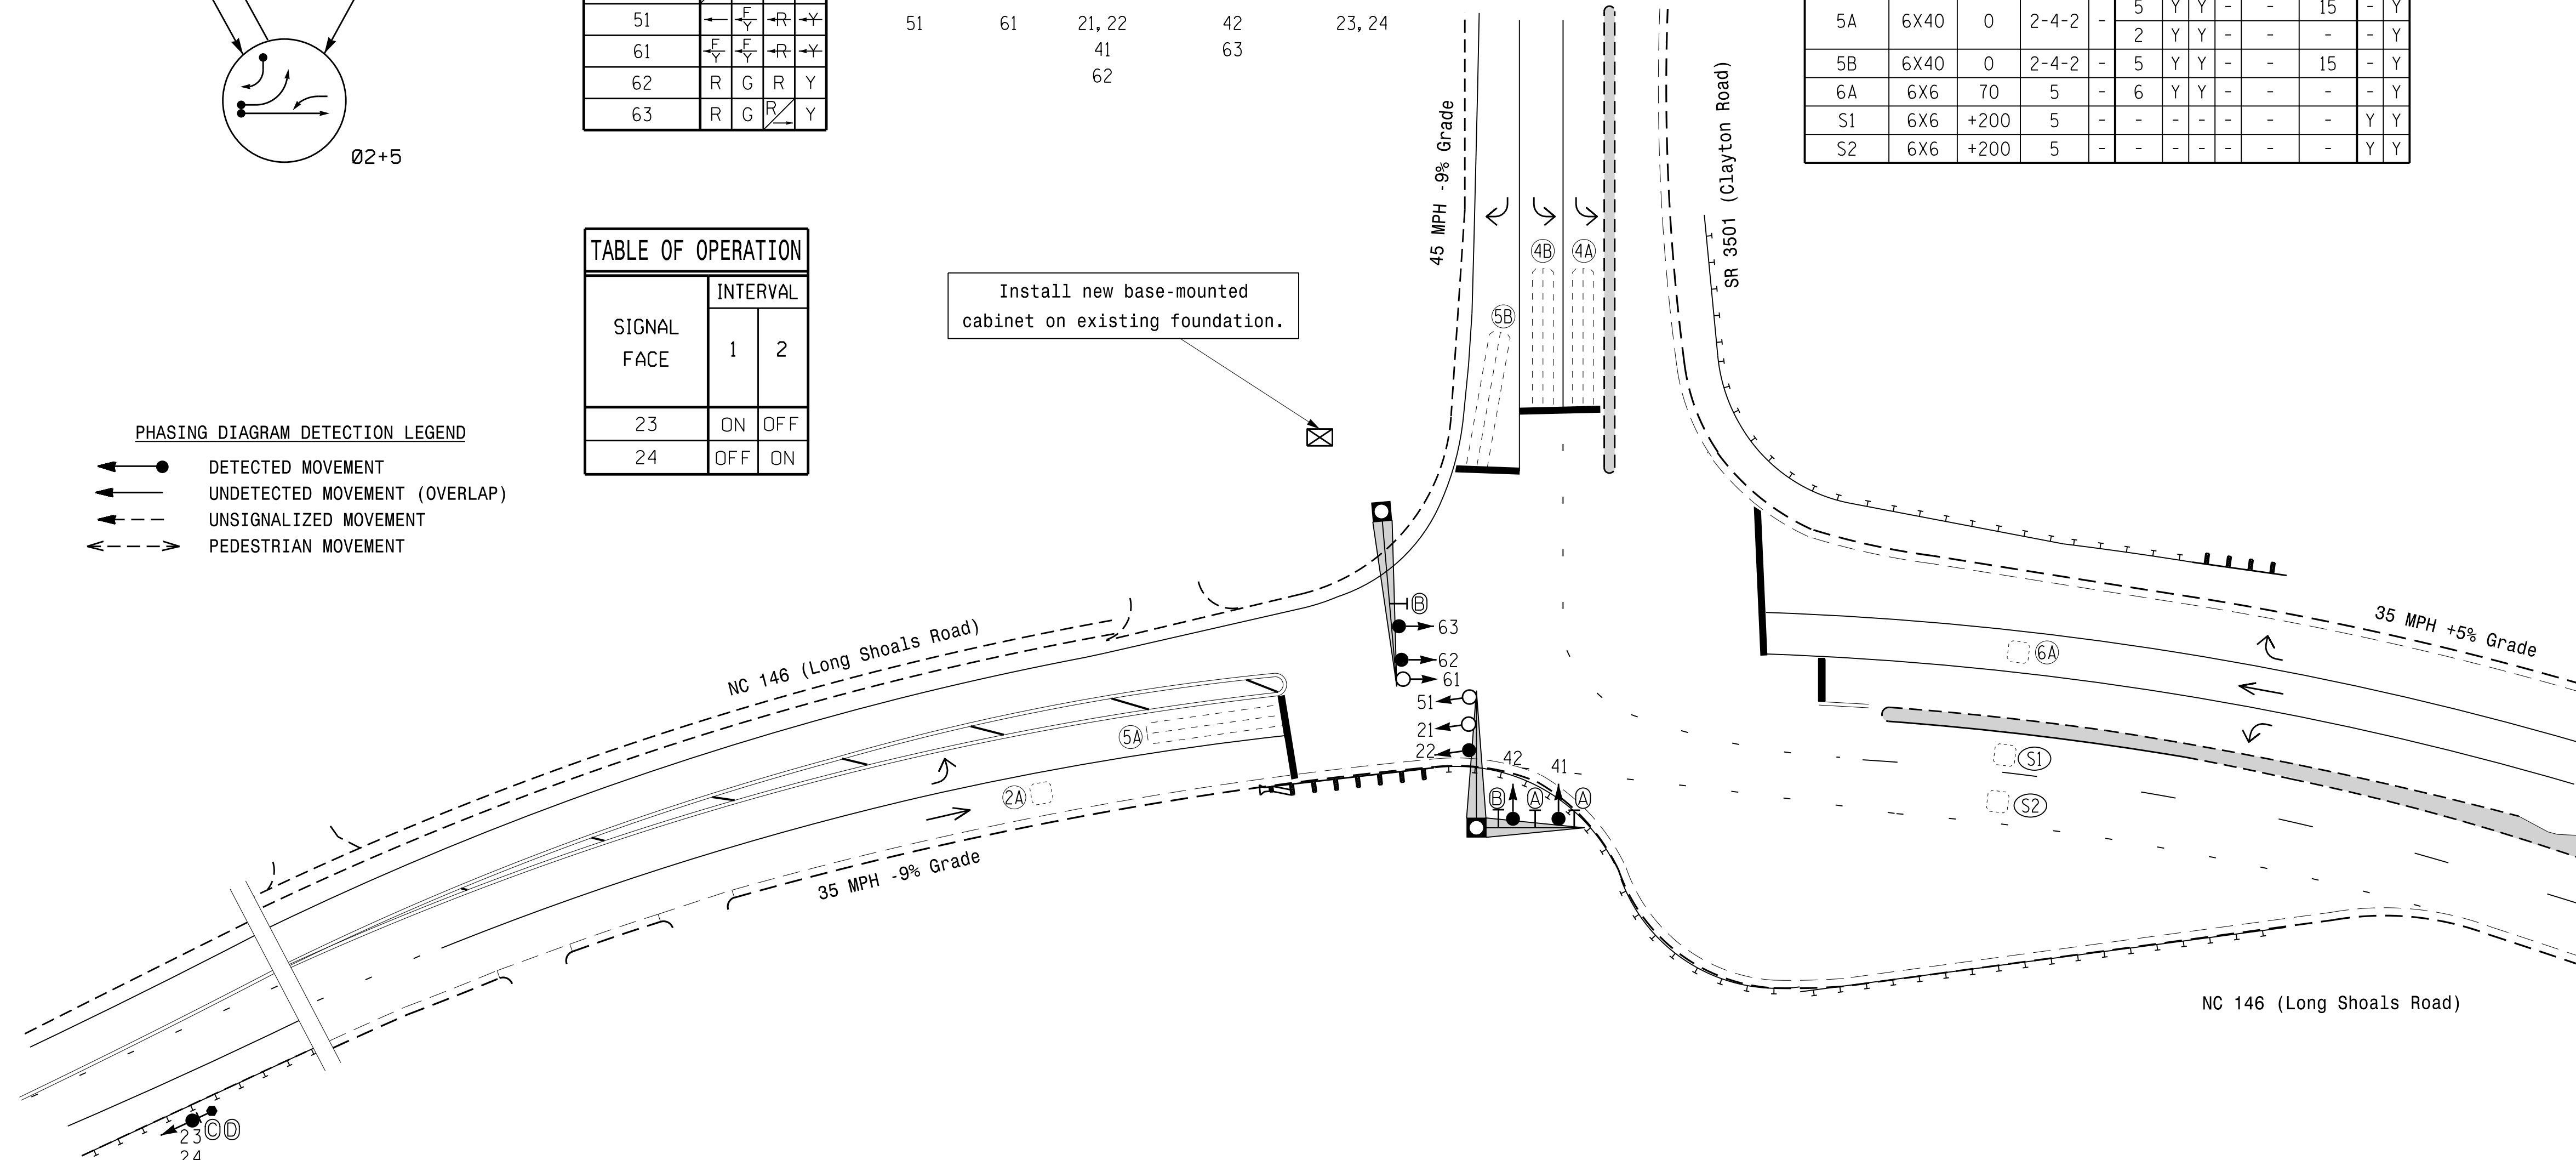 51 F Y R Y
61 F Y F Y R Y
62 R G R Y
63 R G R Y
Ø02+5
51 61 21,22 42 23,24
41 63
62
5 Y Y - - 15 - Y
5A 6X40 0 2-4-2 -
2 Y Y - - - - Y
5B 6X40 0 2-4-2 - 5 Y Y - - 15 - Y
6A 6X6 70 5 - 6 Y Y - - - - Y
S1 6X6 +200 5 - - - - - - - Y Y
S2 6X6 +200 5 - - - - - - - Y Y
TABLE OF OPERATION
SIGNAL FACE
INTERVAL
1 2
23 ON OFF
24 OFF ON
PHASING DIAGRAM DETECTION LEGEND
DETECTED MOVEMENT
UNDETECTED MOVEMENT (OVERLAP)
UNSIGNALIZED MOVEMENT
PEDESTRIAN MOVEMENT
Install new base-mounted
cabinet on existing foundation.
45 MPH -9% Grade
SR 3501 (Clayton Road)
4B 4A
5B
B
63
62
61
51
21
22
42 41
B A A
NC 146 (Long Shoals Road)
5A
2A
35 MPH -9% Grade
35 MPH +5% Grade
6A
S1
S2
NC 146 (Long Shoals Road)
23 C D
24